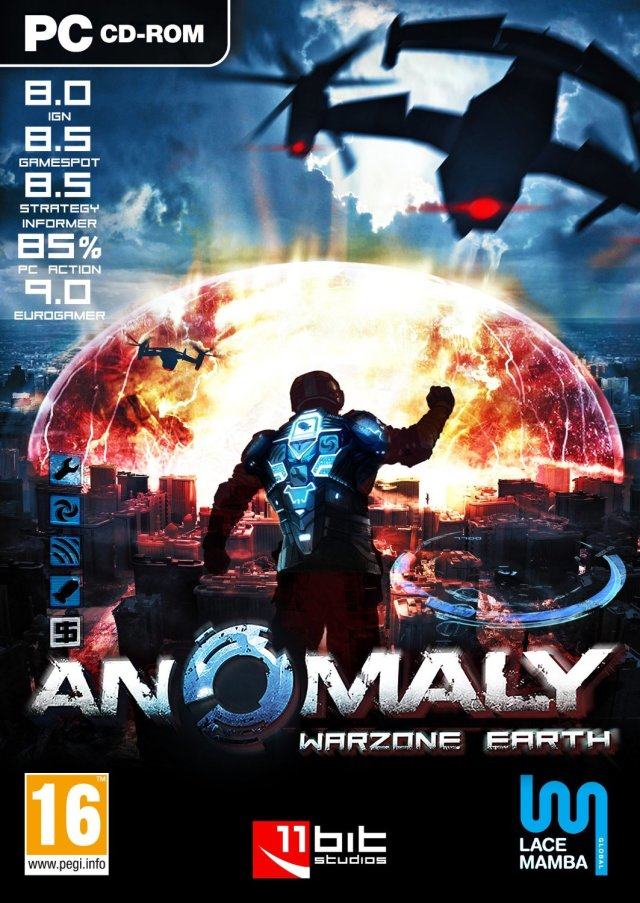 PC CD-ROM
8.0
IGN
8.5
GAMESPOT
8.5
STRATEGY
INFORMER
85%
PC ACTION
9.0
EUROGAMER
ANOMALY
WARZONE EARTH
16
™
www.pegi.info
11bit
studios
LACE
MAMBA
GLOBAL